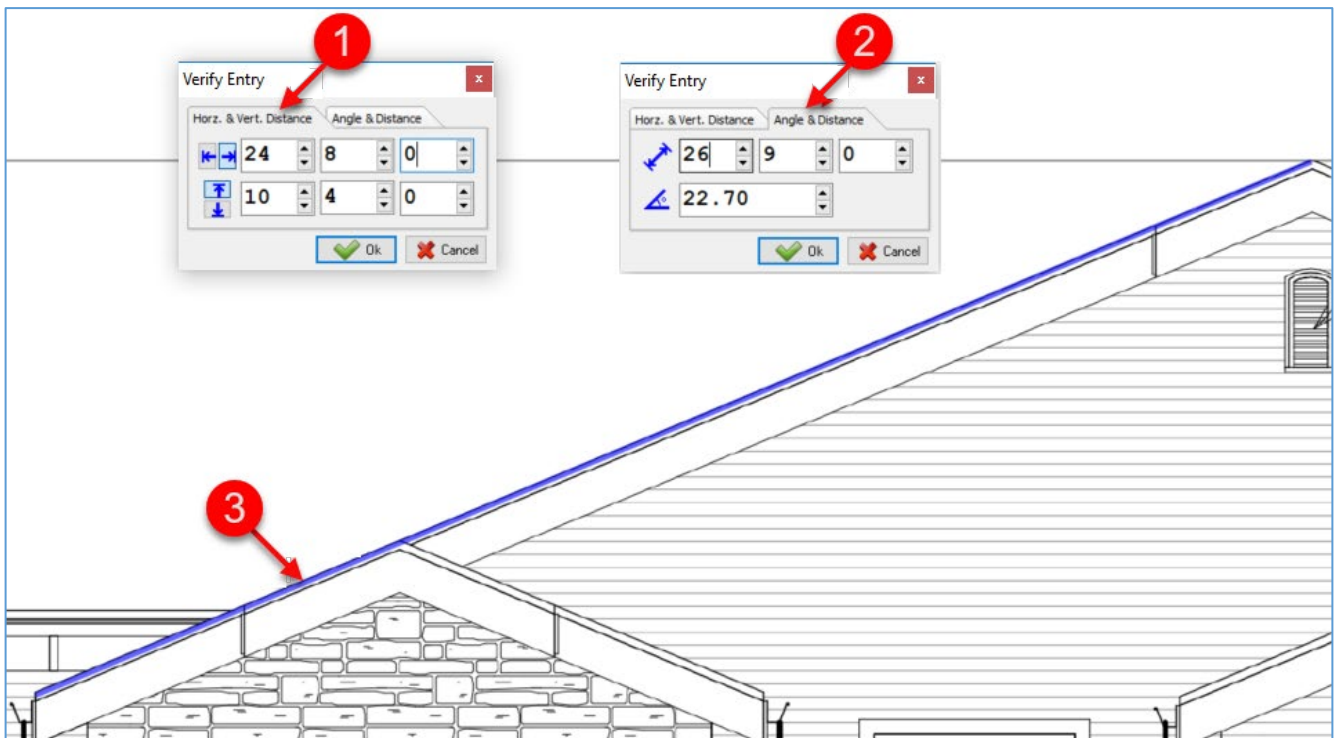 1
2
Verify Entry x
Horz. & Vert. Distance Angle & Distance
24 8 0
10 4 0
Ok Cancel
Verify Entry x
Horz. & Vert. Distance Angle & Distance
26 9 0
22.70
Ok Cancel
3